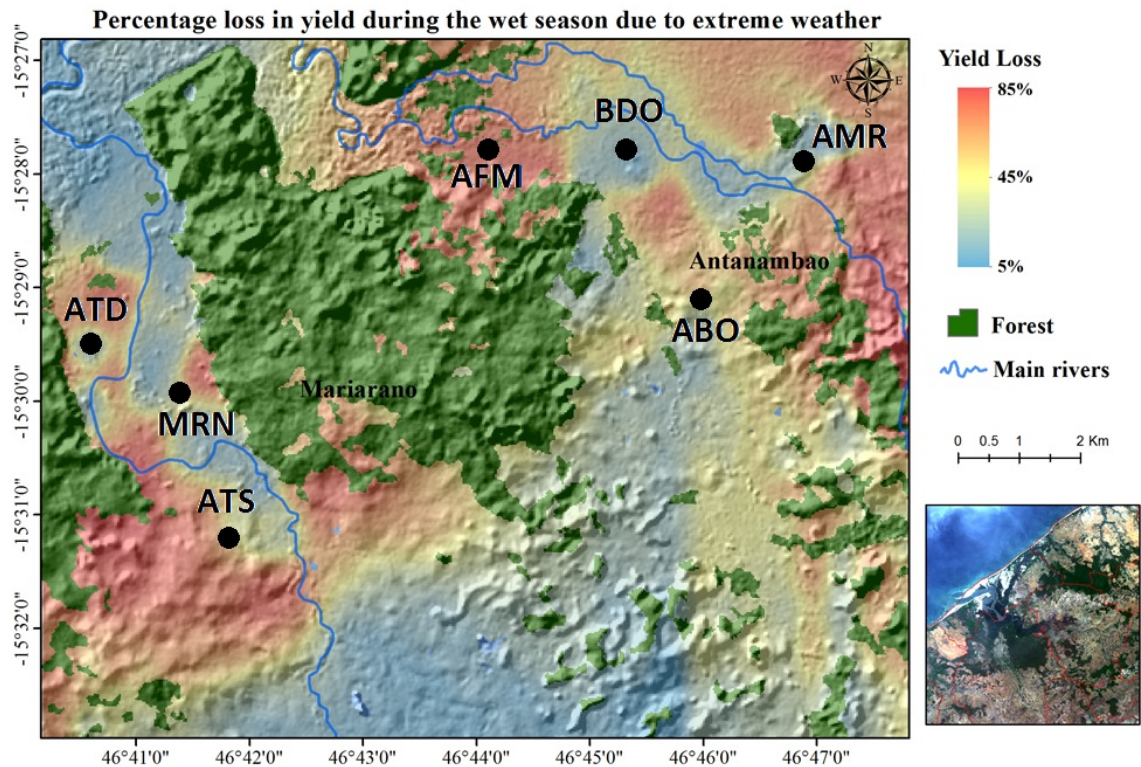 Percentage loss in yield during the wet season due to extreme weather
-15°27'0"
-15°28'0"
-15°29'0"
-15°30'0"
-15°31'0"
-15°32'0"
N
W E
S
BDO
AMR
AFM
Antanambao
ATD
ABO
Mariarano
MRN
ATS
46°41'0"
46°42'0"
46°43'0"
46°44'0"
46°45'0"
46°46'0"
46°47'0"
Yield Loss
85%
45%
5%
Forest
Main rivers
0 0.5 1 2 Km